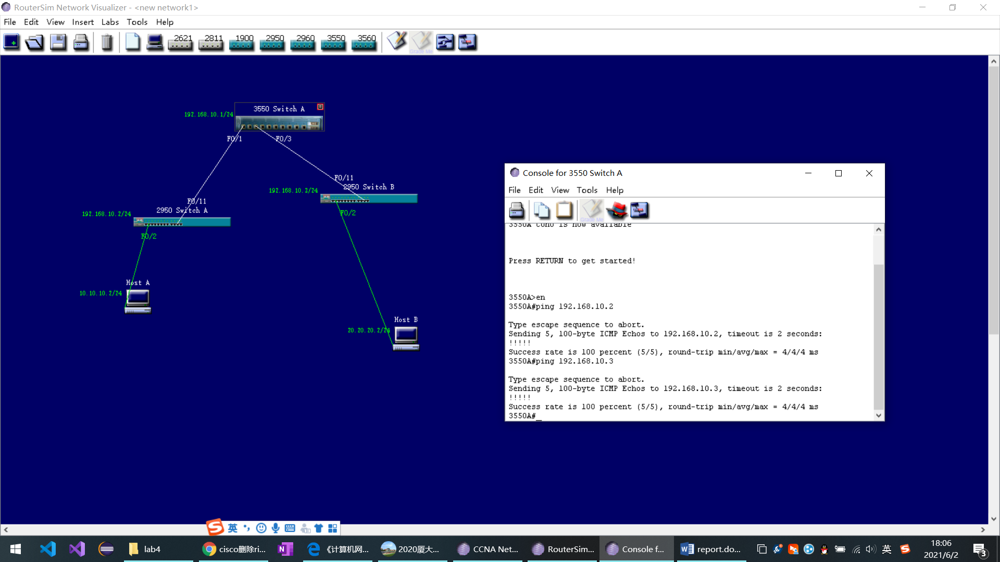 RouterSim Network Visualizer - <new network1>
File Edit View Insert Labs Tools Help
2621 2811 1900 2950 2960 3550 3560
Grade Me
3550 Switch A
192.168.10.1/24
F0/1
F0/3
F0/11
2950 Switch B
192.168.10.3/24
F0/2
F0/11
2950 Switch A
192.168.10.2/24
F0/2
Host A
10.10.10.2/24
Host B
20.20.20.2/24
Console for 3550 Switch A
File Edit View Tools Help
Grade Me
3550A con0 is now available
Press RETURN to get started!
3550A>en
3550A#ping 192.168.10.2
Type escape sequence to abort.
Sending 5, 100-byte ICMP Echos to 192.168.10.2, timeout is 2 seconds:
!!!!!
Success rate is 100 percent (5/5), round-trip min/avg/max = 4/4/4 ms
3550A#ping 192.168.10.3
Type escape sequence to abort.
Sending 5, 100-byte ICMP Echos to 192.168.10.3, timeout is 2 seconds:
!!!!!
Success rate is 100 percent (5/5), round-trip min/avg/max = 4/4/4 ms
3550A#_
英
lab4
cisco删除ri...
《计算机网...
2020厦大...
CCNA Net...
RouterSim...
Console f...
report.do...
英
18:06
2021/6/2
3